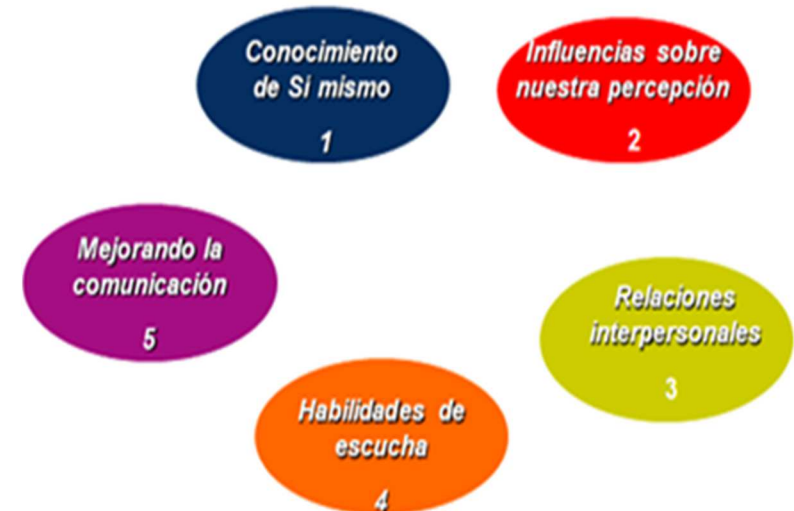 Conocimiento
de Sí mismo
1
Influencias sobre
nuestra percepción
2
Relaciones
interpersonales
3
Habilidades de
escucha
4
Mejorando la
comunicación
5